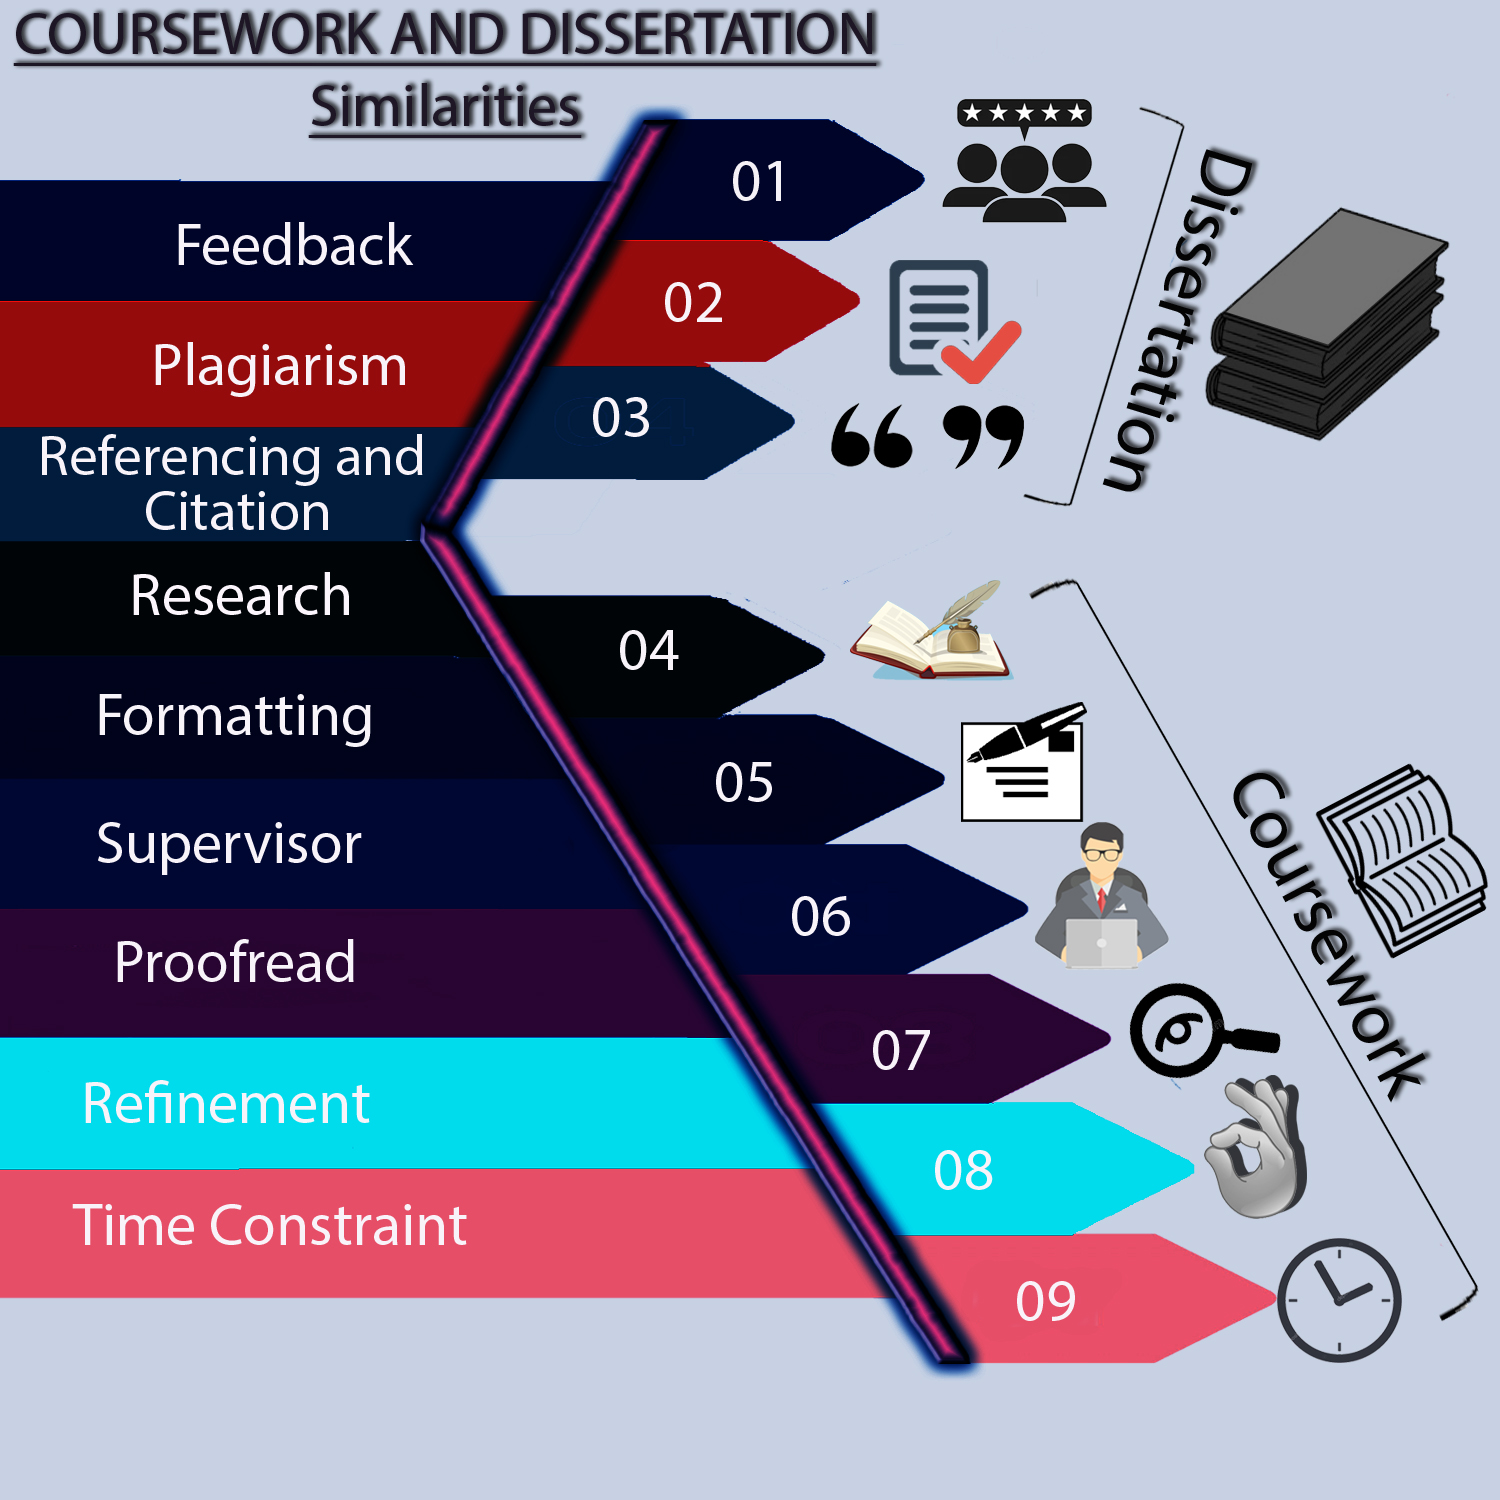 COURSEWORK AND DISSERTATION
Similarities
01
Feedback
02
Plagiarism
03
Referencing and
Citation
Dissertation
Research
04
Formatting
05
Supervisor
06
Proofread
07
Coursework
Refinement
08
Time Constraint
09